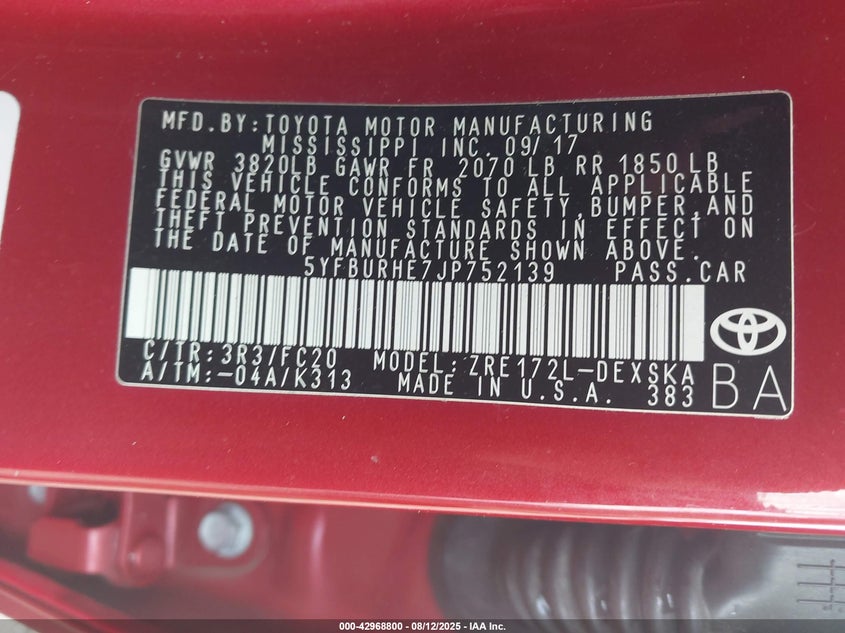 MFD.BY:TOYOTA MOTOR MANUFACTURING
MISSISSIPPI INC. 09/17
GVWR 3820LB GAWR FR 2070 LB RR 1850 LB
THIS VEHICLE CONFORMS TO ALL APPLICABLE
FEDERAL MOTOR VEHICLE SAFETY,BUMPER,AND
THEFT PREVENTION STANDARDS IN EFFECT ON
THE DATE OF MANUFACTURE SHOWN ABOVE.
5YFBURHE7JP752139 PASS.CAR
C/TR:3R3/FC20 MODEL:ZRE172L-DEXSKA
A/TM:-04A/K313 MADE IN U.S.A. 383
BA
000-42968800 - 08/12/2025 - IAA Inc.